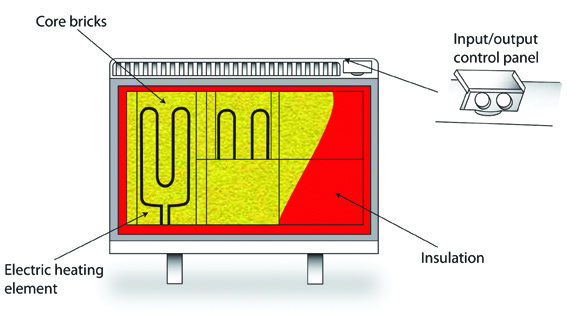 Core bricks
Input/output
control panel
Electric heating
element
Insulation